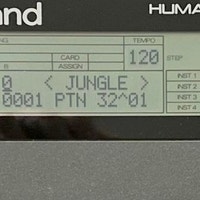 and HUMA
NG TEMPO
CARD 120 STEP
B ASSIGN
0 < JUNGLE > INST 1
INST 2
0001 PTN 32^01 INST 3
INST 4